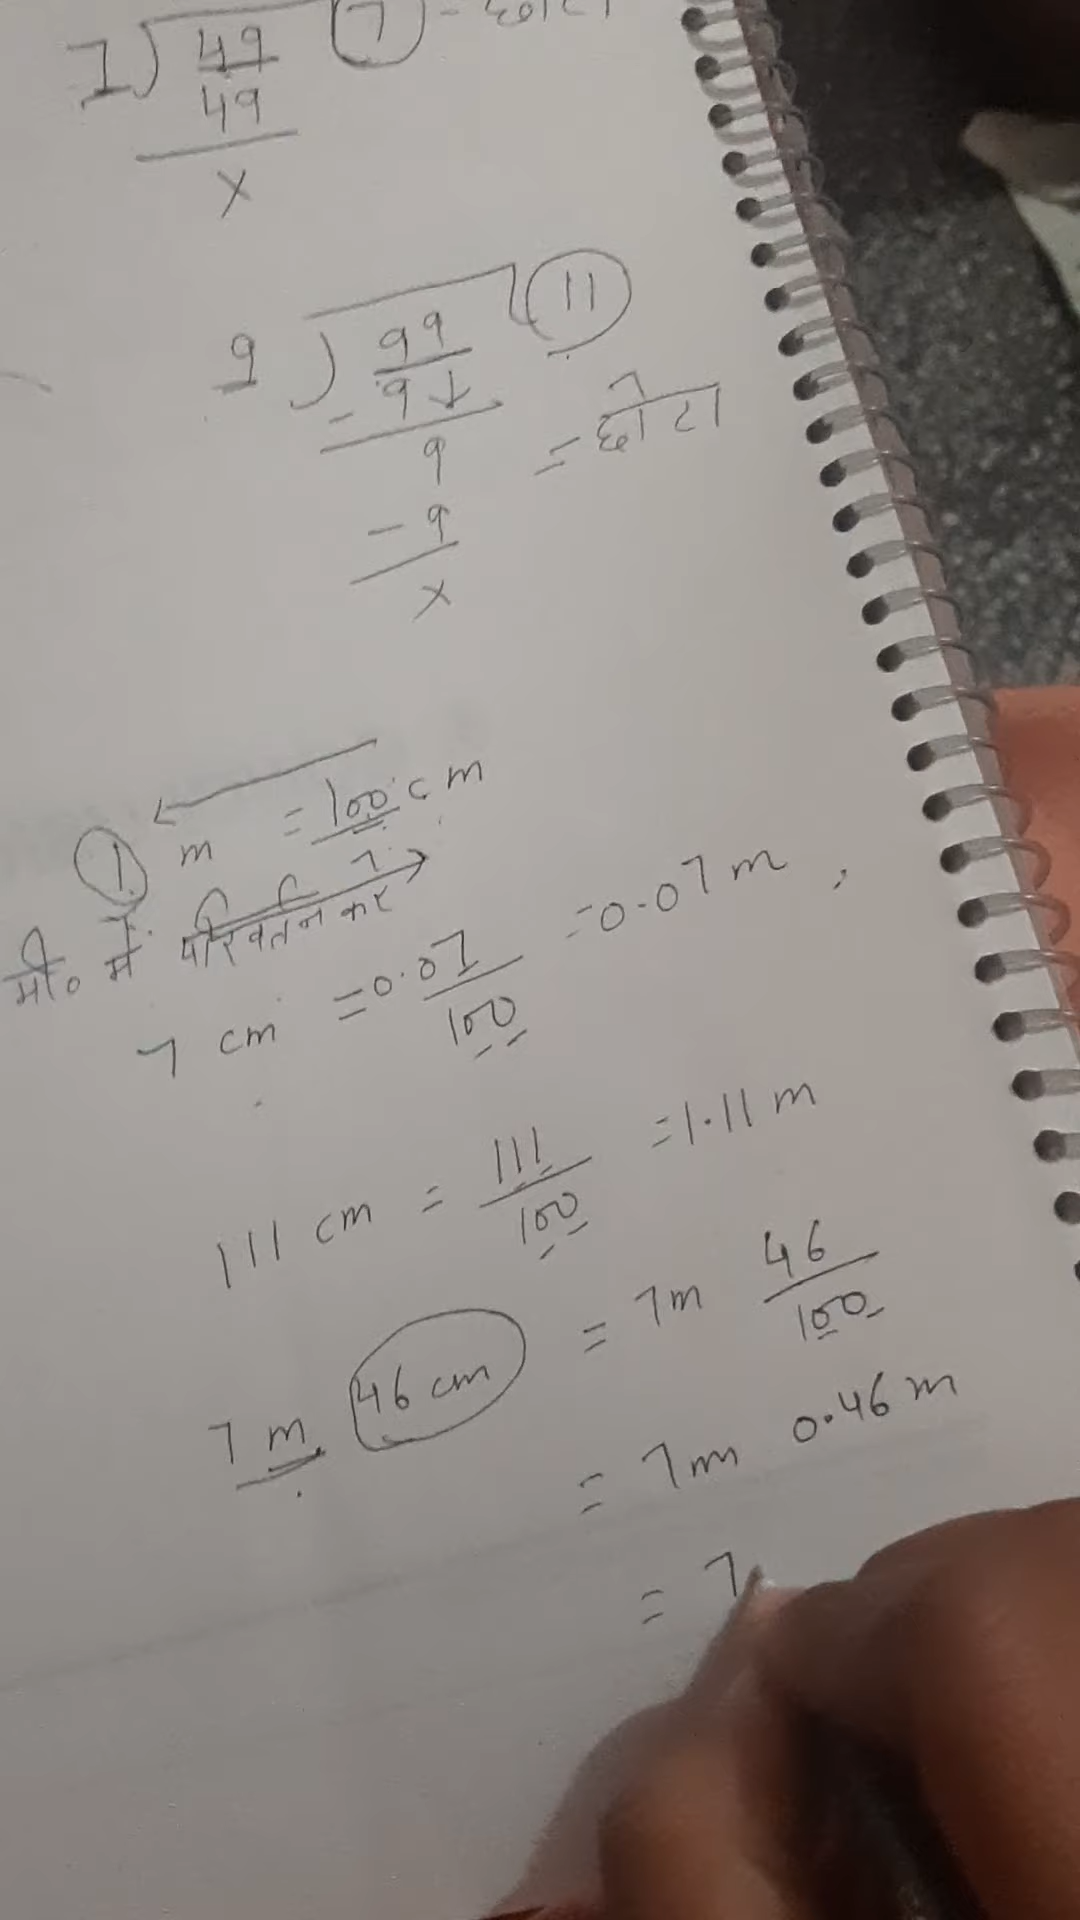 7 ) 49 ( 7 - छोटा
49
x
9 ) 99 ( 11
- 9 ↓
9 = छोटा
- 9
x
1 m = 100 cm
मी० में परिवर्तन करे
7 cm = 0.07/100 = 0.07 m,
111 cm = 111/100 = 1.11 m
7 m 46 cm = 7m 46/100
= 7m 0.46 m
= 7